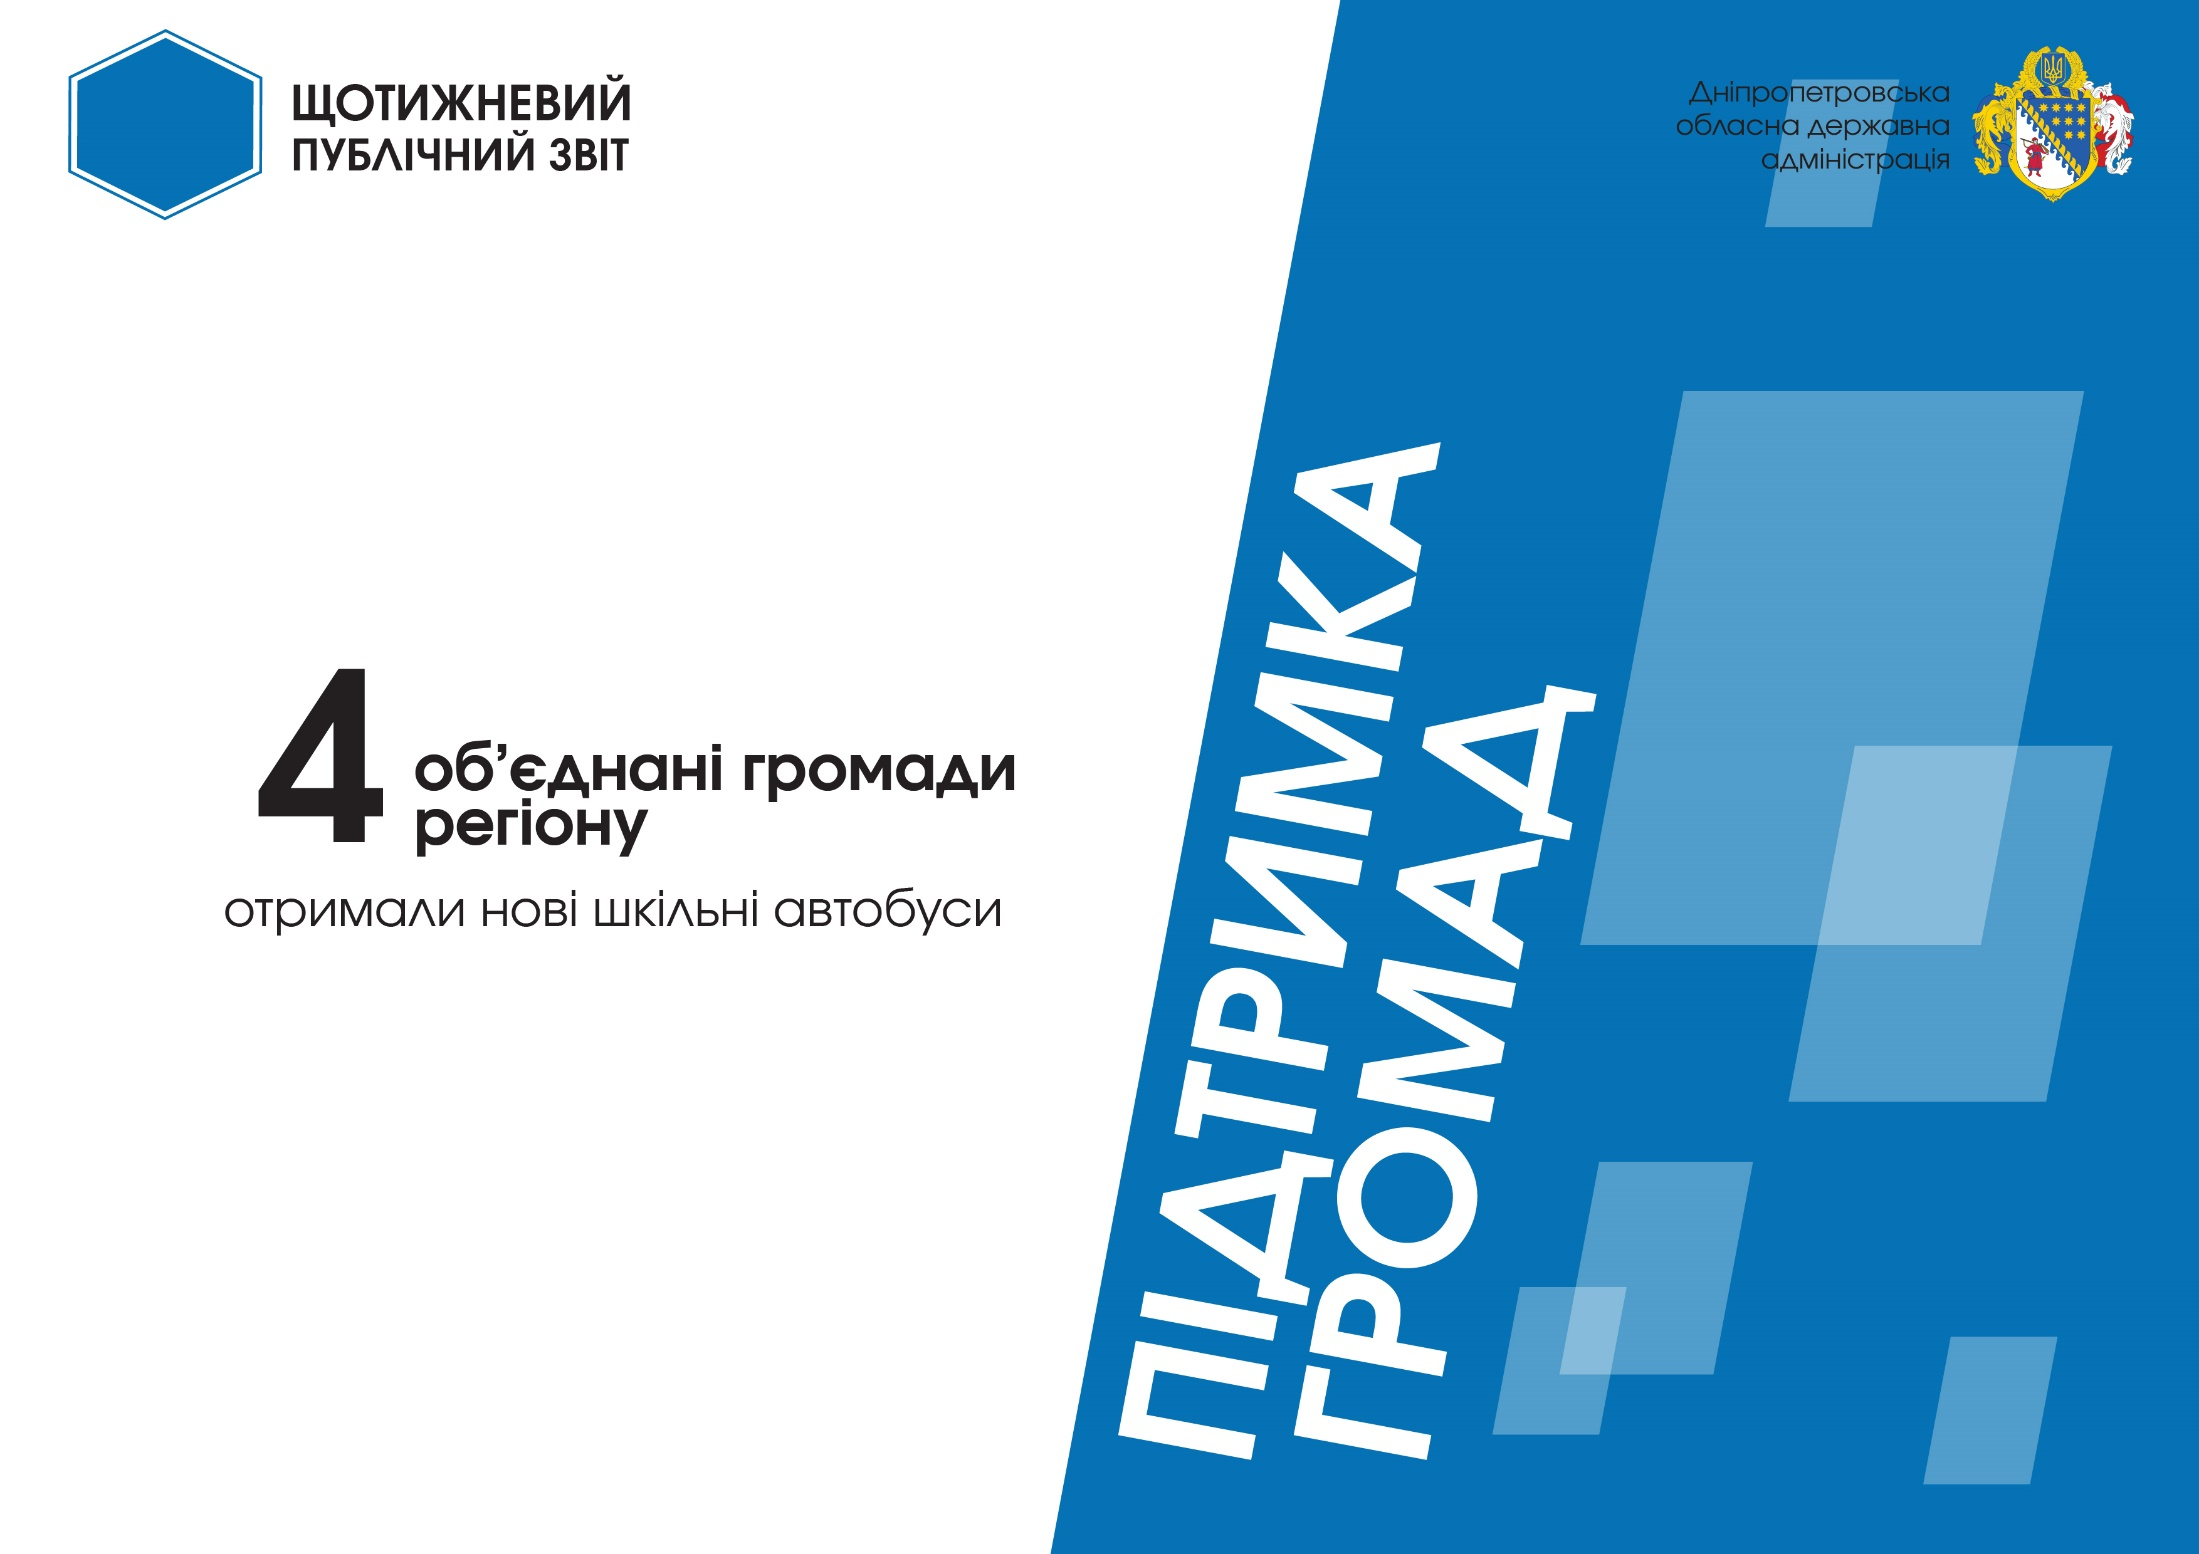 ЩОТИЖНЕВИЙ
ПУБЛІЧНИЙ ЗВІТ
Дніпропетровська
обласна державна
адміністрація
4 об’єднані громади
регіону
отримали нові шкільні автобуси
ПІДТРИМКА
ГРОМАД